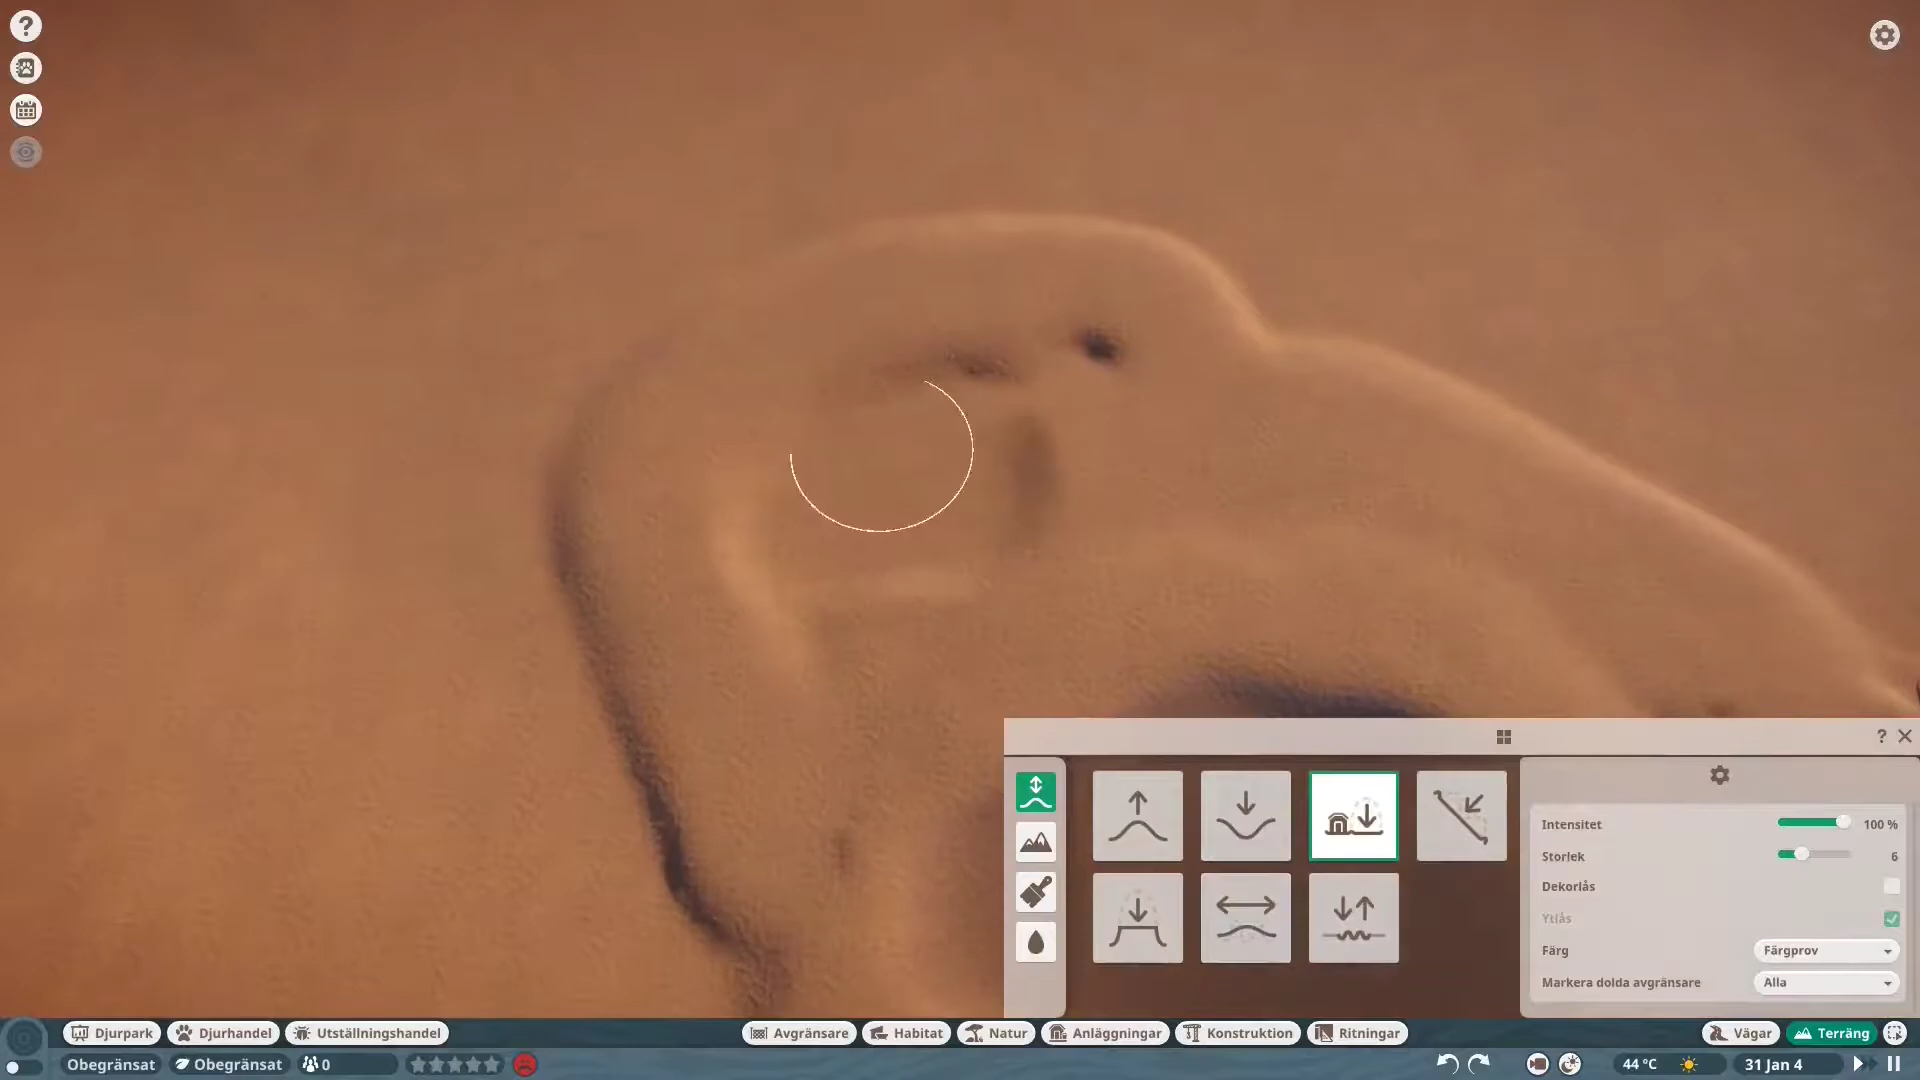 ?
?
Intensitet 100 %
Storlek 6
Dekorlås
Ytlås
Färg Färgprov
Markera dolda avgränsare Alla
Djurpark Djurhandel Utställningshandel Avgränsare Habitat Natur Anläggningar Konstruktion Ritningar Vägar Terräng
Obegränsat Obegränsat 0 44 °C 31 Jan 4